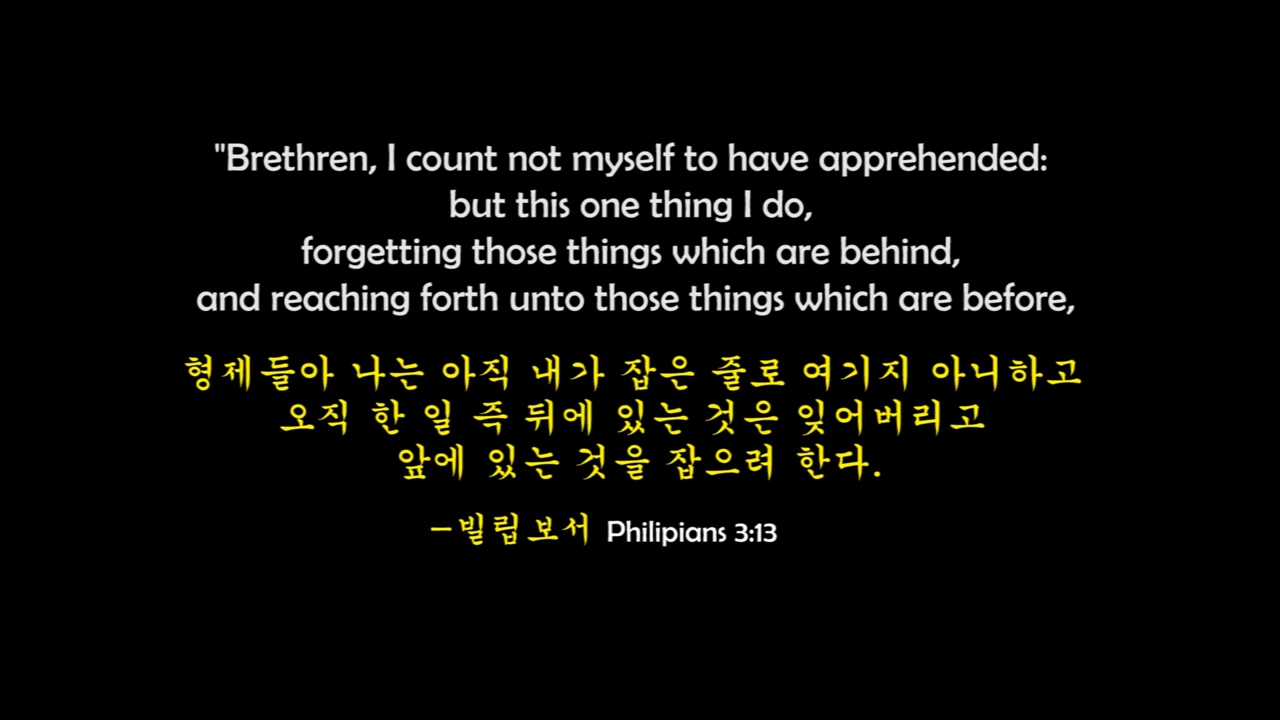 "Brethren, I count not myself to have apprehended:
but this one thing I do,
forgetting those things which are behind,
and reaching forth unto those things which are before,
형제들아 나는 아직 내가 잡은 줄로 여기지 아니하고
오직 한 일 즉 뒤에 있는 것은 잊어버리고
앞에 있는 것을 잡으려 한다.
-빌립보서 Philipians 3:13